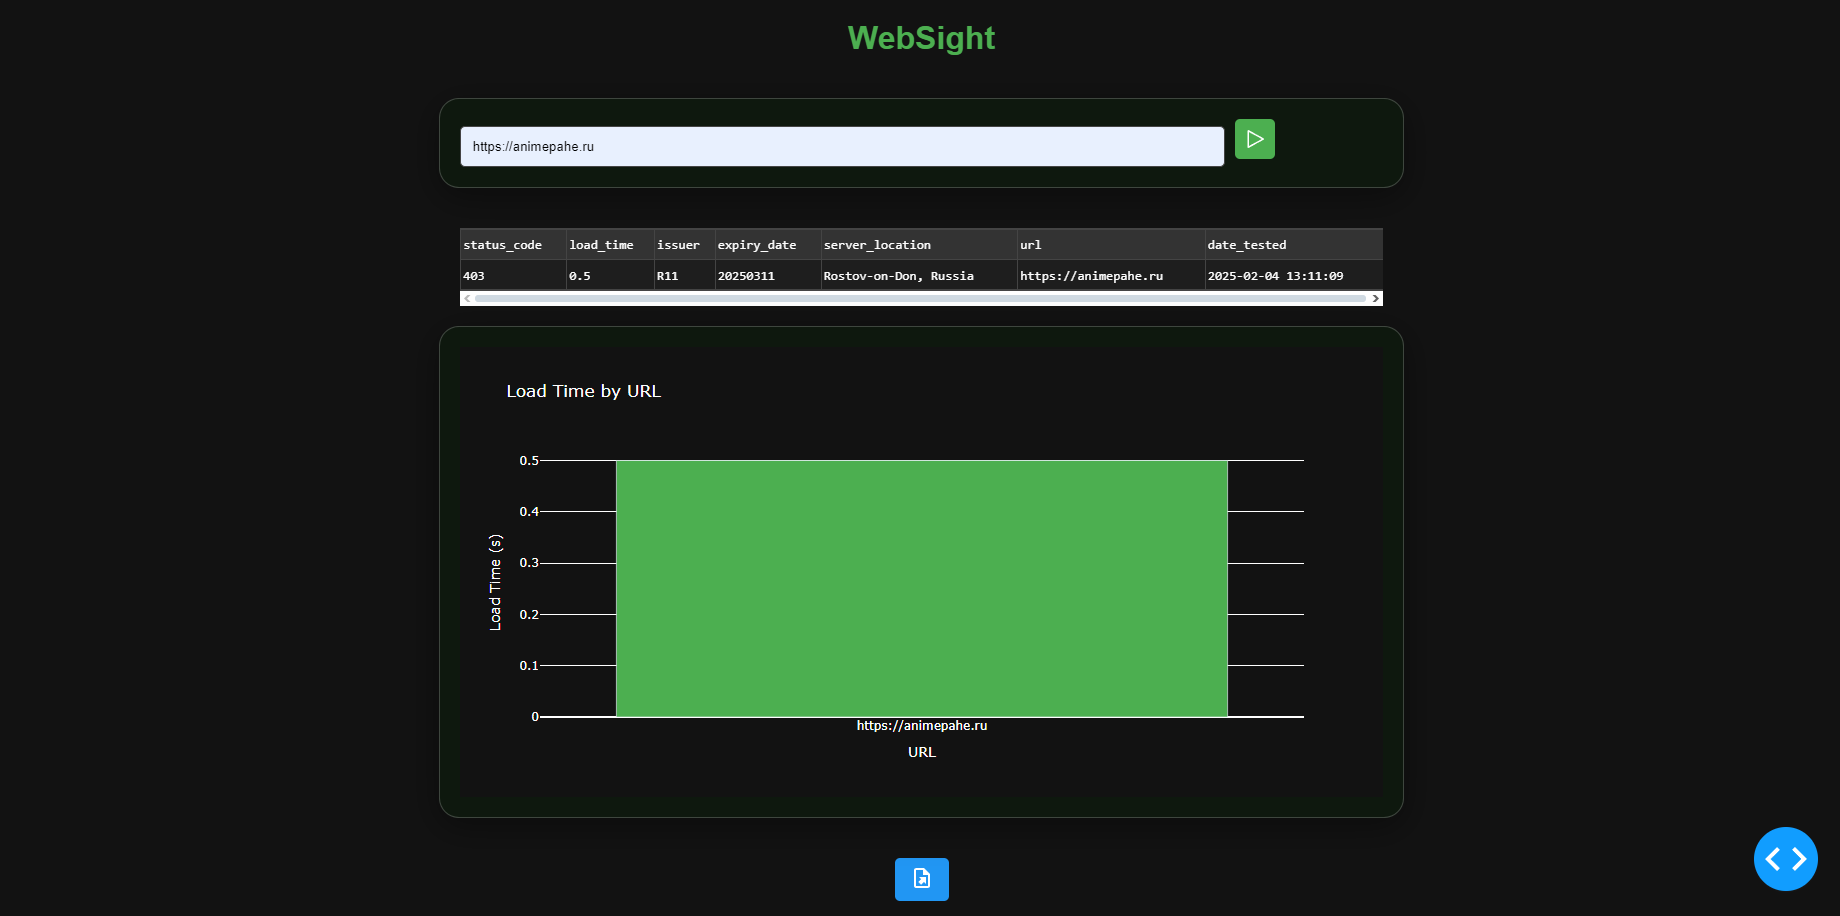 WebSight
https://animepahe.ru
status_code load_time issuer expiry_date server_location url date_tested
403 0.5 R11 20250311 Rostov-on-Don, Russia https://animepahe.ru 2025-02-04 13:11:09
Load Time by URL
0.5
0.4
0.3
0.2
0.1
0
Load Time (s)
https://animepahe.ru
URL